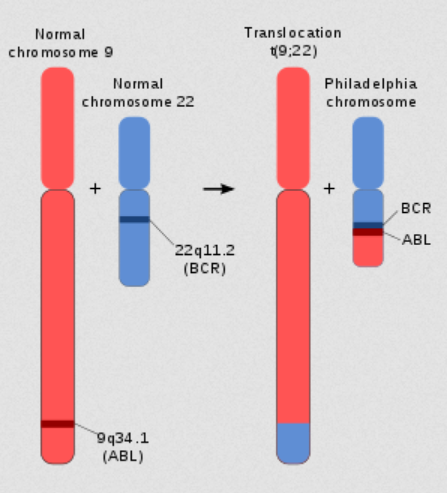 Normal
chromosome 9
Normal
chromosome 22
+
22q11.2
(BCR)
9q34.1
(ABL)
Translocation
t(9;22)
Philadelphia
chromosome
+
BCR
ABL